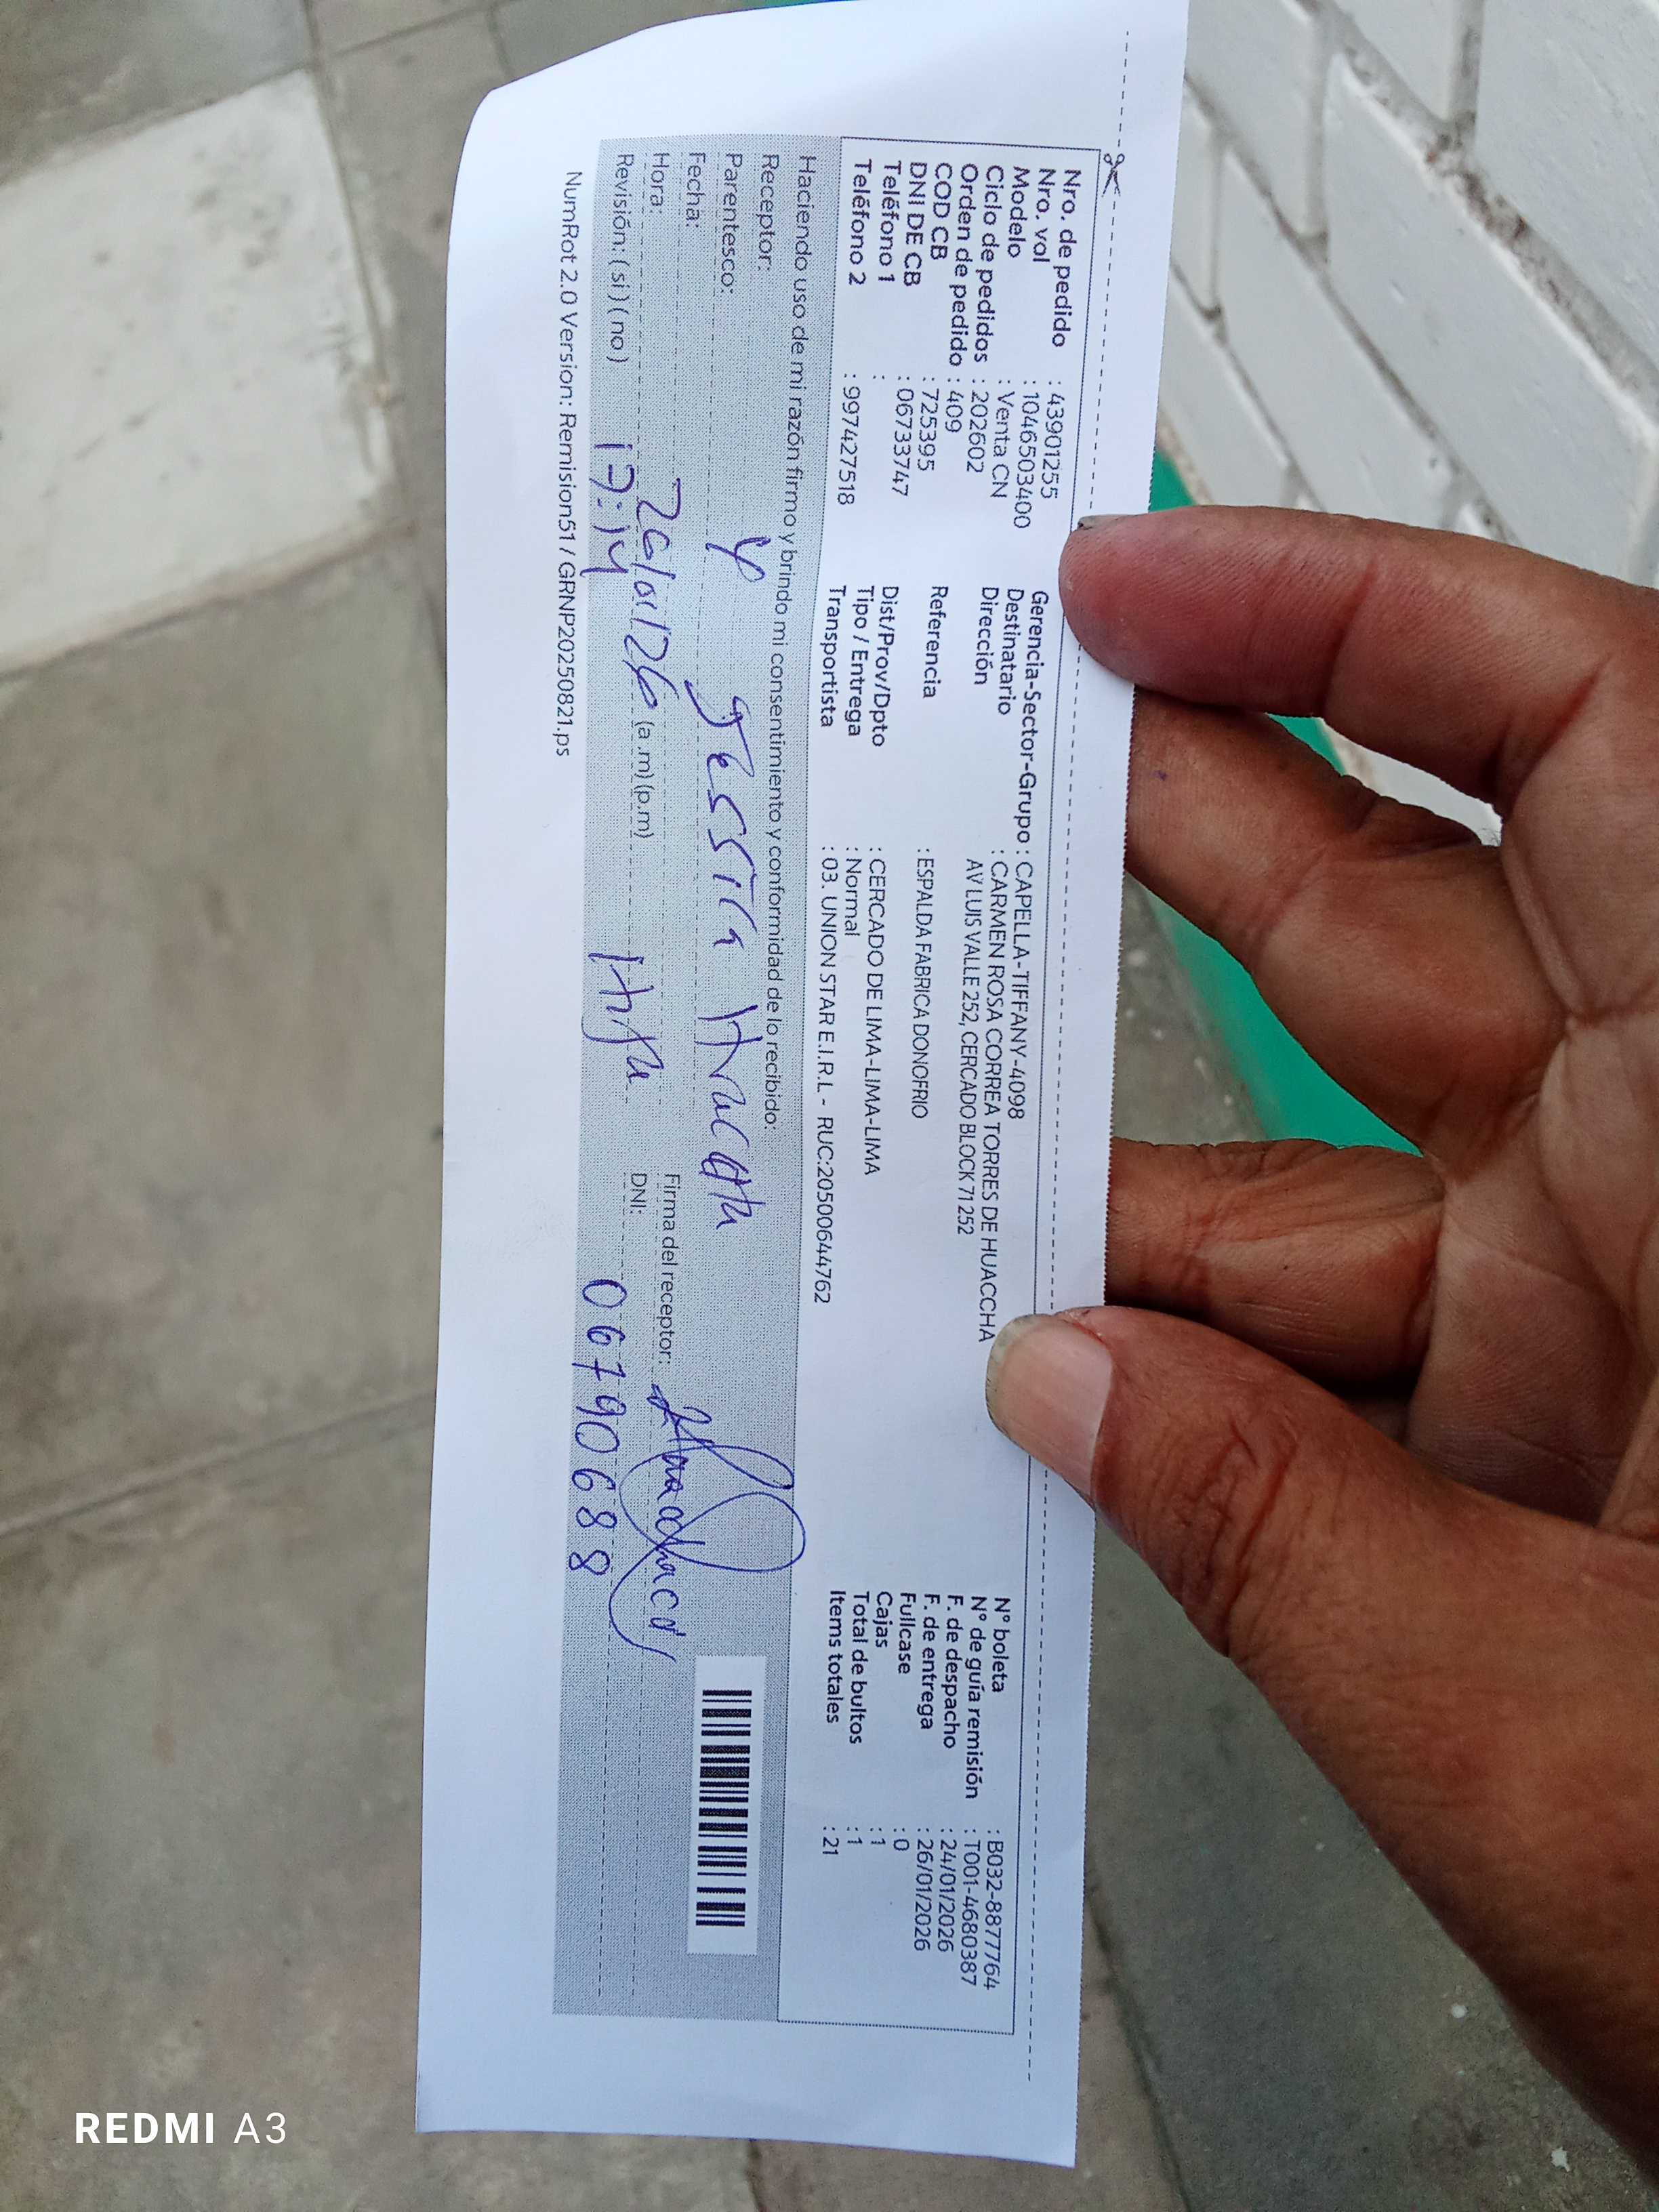 Nro. de pedido : 43901255
Nro. vol : 1046503400
Modelo : Venta CN
Ciclo de pedidos : 202602
Orden de pedido : 409
COD CB : 725395
DNI DE CB : 06733747
Teléfono 1 :
Teléfono 2 : 997427518
Gerencia-Sector-Grupo : CAPELLA-TIFFANY-4098
Destinatario : CARMEN ROSA CORREA TORRES DE HUACCHA
Dirección AV LUIS VALLE 252, CERCADO BLOCK 71 252
Referencia : ESPALDA FABRICA DONOFRIO
Dist/Prov/Dpto : CERCADO DE LIMA-LIMA-LIMA
Tipo / Entrega : Normal
Transportista : 03. UNION STAR E.I.R.L - RUC:20500644762
N° boleta : B032-8877764
N° de guía remisión : T001-4680387
F. de despacho : 24/01/2026
F. de entrega : 26/01/2026
Fullcase : 0
Cajas : 1
Total de bultos : 1
Items totales : 21
Haciendo uso de mi razón firmo y brindo mi consentimiento y conformidad de lo recibido:
Receptor: Jessica
Parentesco:
Fecha: 26/01/26
Hora: 17:14 (a.m)(p.m)
Revisión: ( si ) ( no )
Firma del receptor:
DNI: 06790688
NumRot 2.0 Version: Remision51 / GRNP20250821.ps
REDMI A3